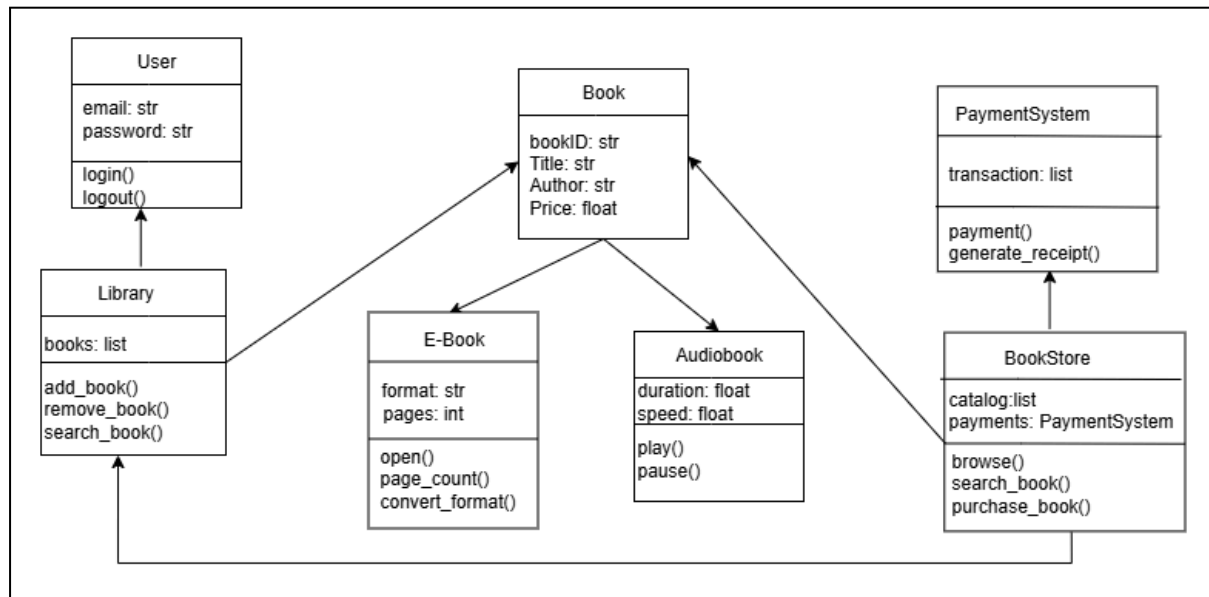 User
email: str
password: str
login()
logout()
Book
bookID: str
Title: str
Author: str
Price: float
PaymentSystem
transaction: list
payment()
generate_receipt()
Library
books: list
add_book()
remove_book()
search_book()
E-Book
format: str
pages: int
open()
page_count()
convert_format()
Audiobook
duration: float
speed: float
play()
pause()
BookStore
catalog:list
payments: PaymentSystem
browse()
search_book()
purchase_book()